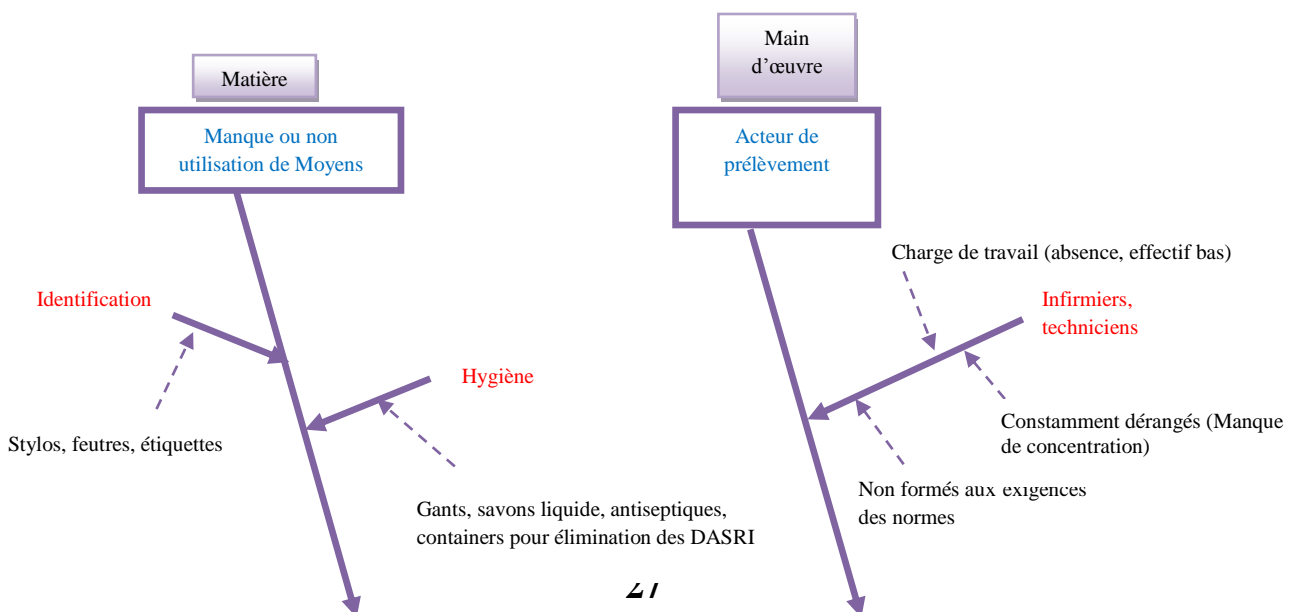 Matière
Manque ou non
utilisation de Moyens
Identification
Stylos, feutres, étiquettes
Hygiène
Gants, savons liquide, antiseptiques,
containers pour élimination des DASRI
Main
d’œuvre
Acteur de
prélèvement
Charge de travail (absence, effectif bas)
Infirmiers,
techniciens
Constamment dérangés (Manque
de concentration)
Non formés aux exigences
des normes